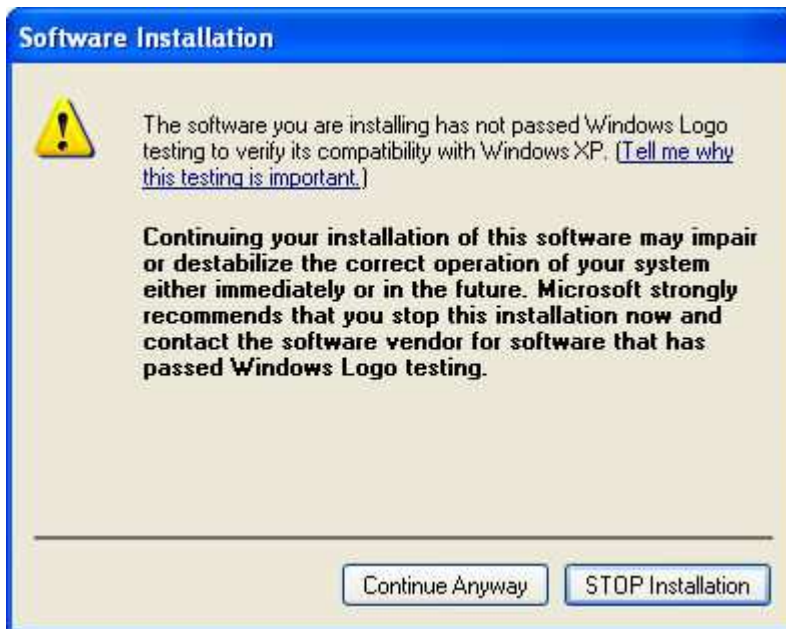 Software Installation
The software you are installing has not passed Windows Logo
testing to verify its compatibility with Windows XP. (Tell me why
this testing is important.)
Continuing your installation of this software may impair
or destabilize the correct operation of your system
either immediately or in the future. Microsoft strongly
recommends that you stop this installation now and
contact the software vendor for software that has
passed Windows Logo testing.
Continue Anyway
STOP Installation